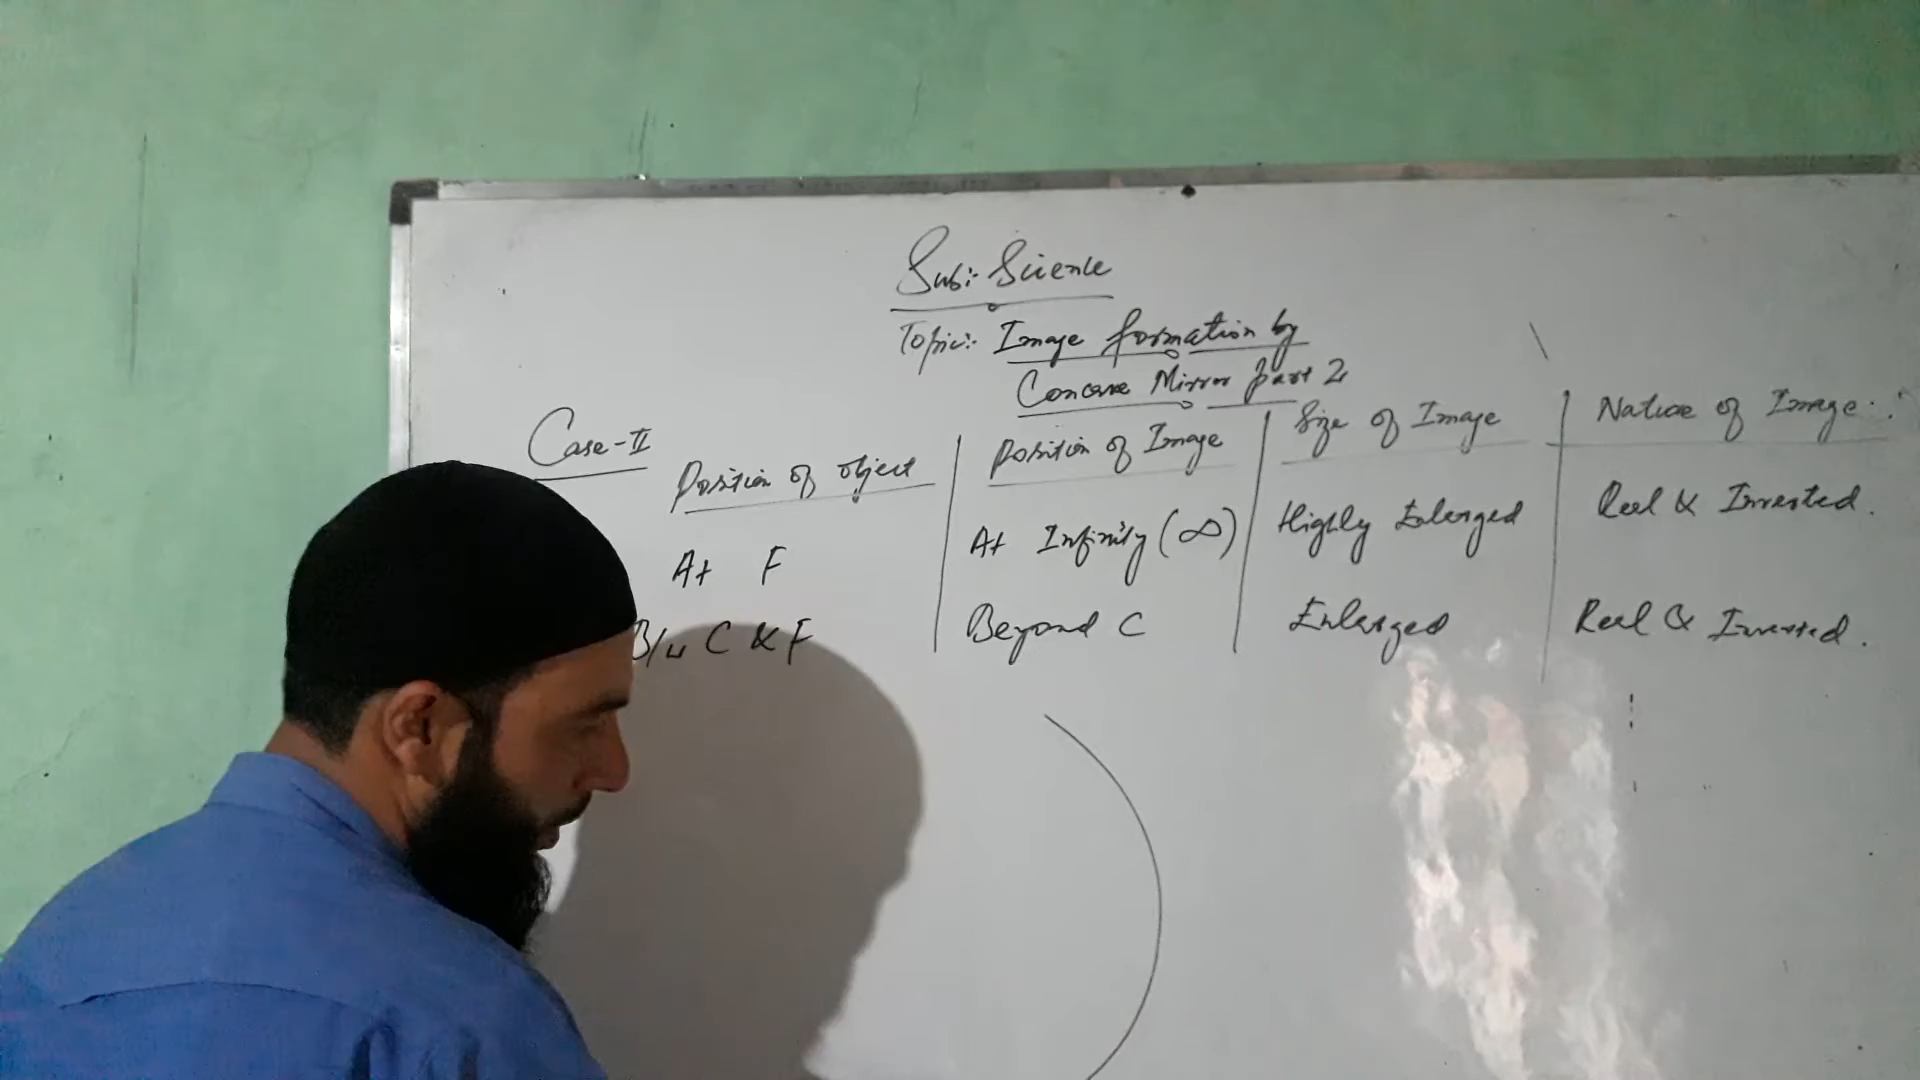 Sub:- Science
Topic:- Image formation by
Concave Mirror part 2
Case-II
Position of object
Position of Image
Size of Image
Nature of Image
At F
At Infinity (∞)
Highly Enlarged
Real & Inverted.
B/w C & F
Beyond C
Enlarged
Real & Inverted.